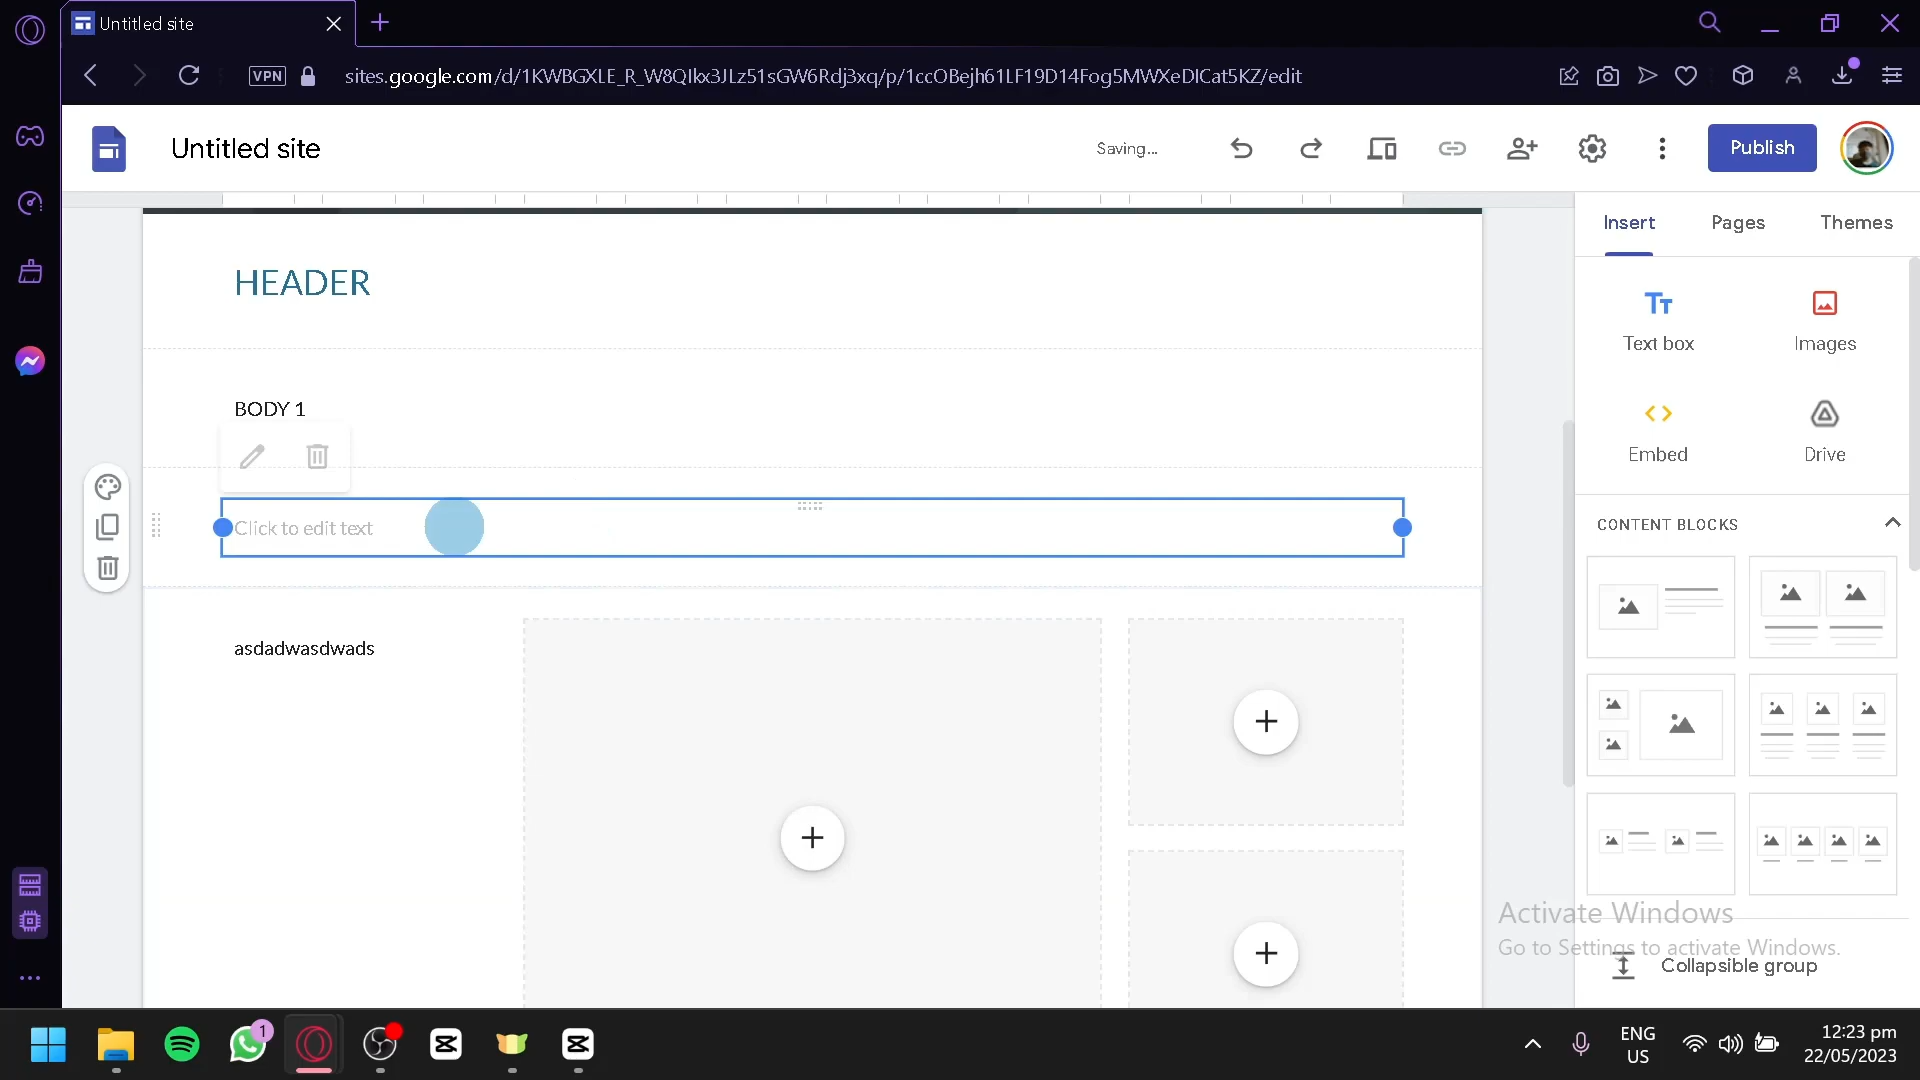 Untitled site
VPN
sites.google.com/d/1KWBGXLE_R_W8QIkx3JLz51sGW6Rdj3xq/p/1ccOBejh61LF19D14Fog5MWXeDICat5KZ/edit
Untitled site
Saving...
Publish
Insert
Pages
Themes
HEADER
Text box
Images
BODY 1
Embed
Drive
Click to edit text
CONTENT BLOCKS
asdadwasdwads
Activate Windows
Go to Settings to activate Windows.
Collapsible group
1
ENG
US
12:23 pm
22/05/2023